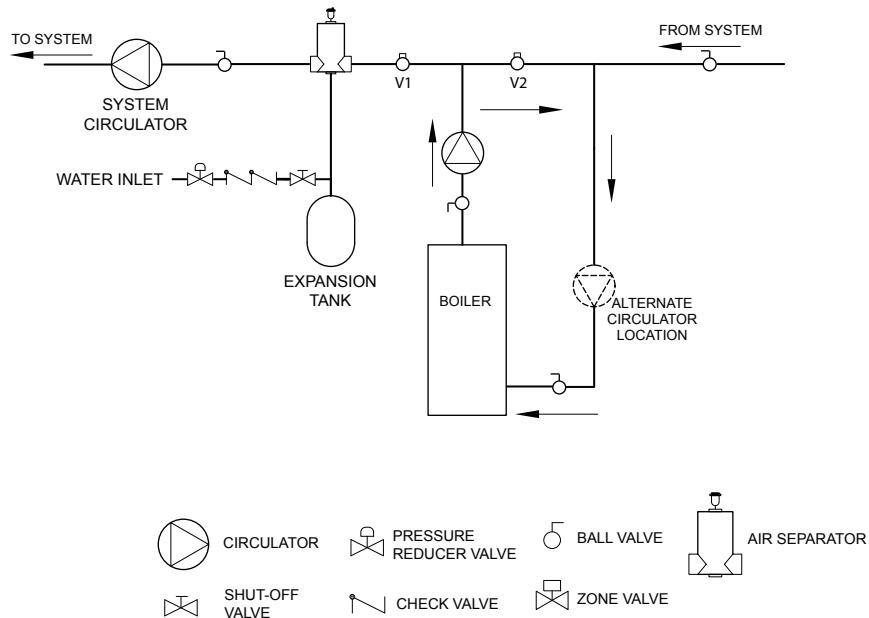 TO SYSTEM
FROM SYSTEM
V1
V2
SYSTEM
CIRCULATOR
WATER INLET
EXPANSION
TANK
BOILER
ALTERNATE
CIRCULATOR
LOCATION
CIRCULATOR
PRESSURE
REDUCER VALVE
BALL VALVE
AIR SEPARATOR
SHUT-OFF
VALVE
CHECK VALVE
ZONE VALVE